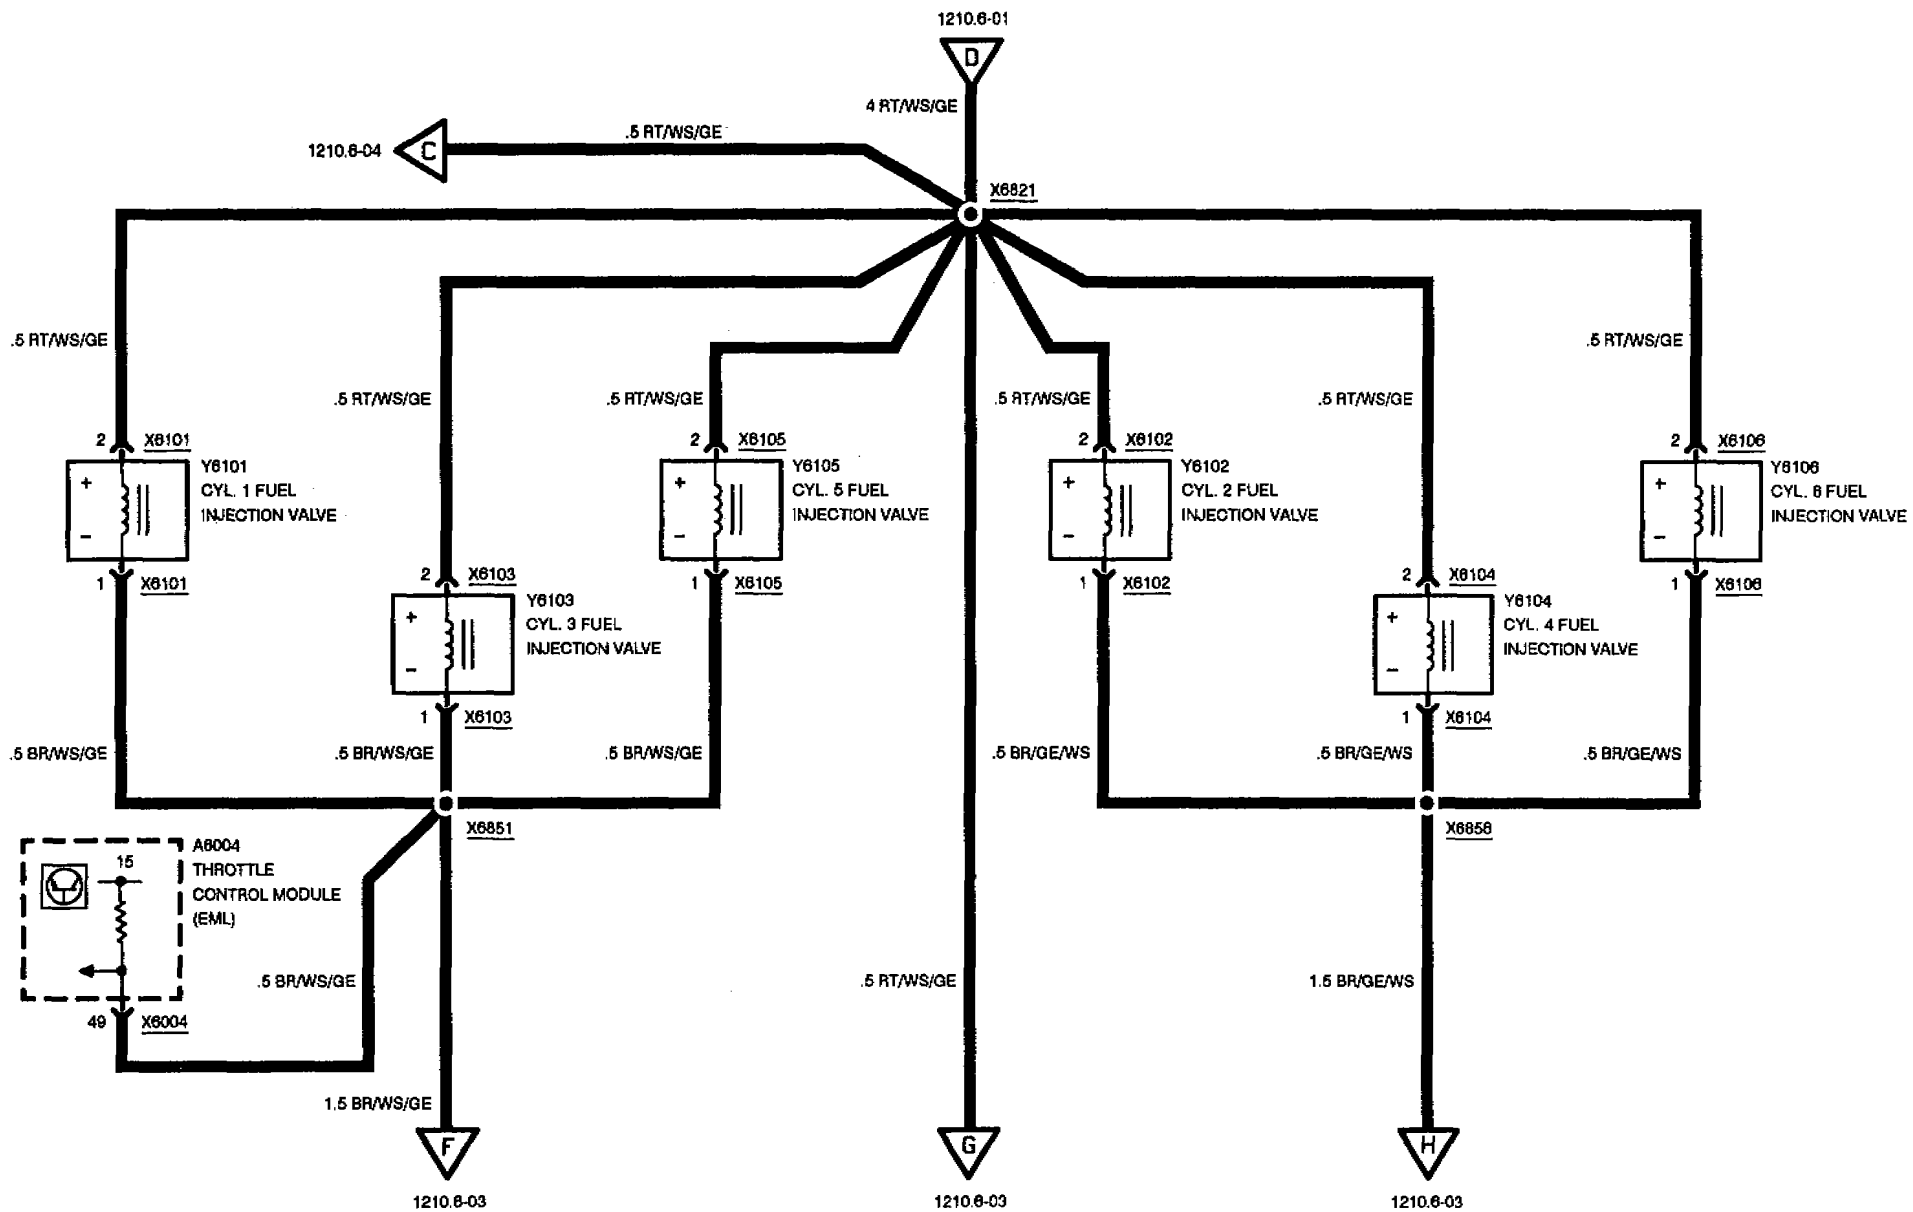 1210.6-01
D
4 RT/WS/GE
.5 RT/WS/GE
1210.6-04
C
X6821
.5 RT/WS/GE
.5 RT/WS/GE
.5 RT/WS/GE
.5 RT/WS/GE
.5 RT/WS/GE
.5 RT/WS/GE
2 X6101
Y6101
CYL. 1 FUEL
INJECTION VALVE
+
-
1 X6101
2 X6105
Y6105
CYL. 5 FUEL
INJECTION VALVE
+
-
1 X6105
2 X6102
Y6102
CYL. 2 FUEL
INJECTION VALVE
+
-
1 X6102
2 X6106
Y6106
CYL. 6 FUEL
INJECTION VALVE
+
-
1 X6106
2 X6103
Y6103
CYL. 3 FUEL
INJECTION VALVE
+
-
1 X6103
2 X6104
Y6104
CYL. 4 FUEL
INJECTION VALVE
+
-
1 X6104
.5 BR/WS/GE
.5 BR/WS/GE
.5 BR/WS/GE
.5 BR/GE/WS
.5 BR/GE/WS
.5 BR/GE/WS
X6851
X6858
A6004
THROTTLE
CONTROL MODULE
(EML)
15
49 X6004
.5 BR/WS/GE
.5 RT/WS/GE
1.5 BR/GE/WS
1.5 BR/WS/GE
F
G
H
1210.6-03
1210.6-03
1210.6-03